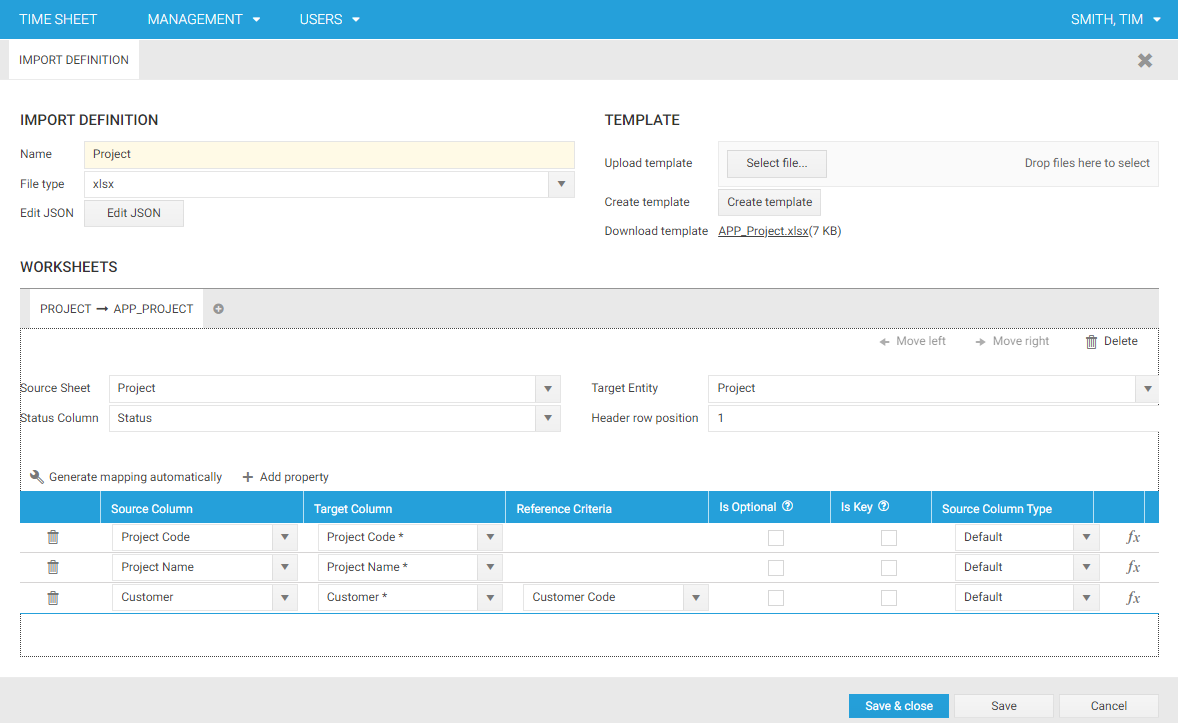 TIME SHEET MANAGEMENT USERS SMITH, TIM
IMPORT DEFINITION
IMPORT DEFINITION
Name Project
File type xlsx
Edit JSON Edit JSON
TEMPLATE
Upload template Select file... Drop files here to select
Create template Create template
Download template APP_Project.xlsx(7 KB)
WORKSHEETS
PROJECT → APP_PROJECT
Move left Move right Delete
Source Sheet Project Target Entity Project
Status Column Status Header row position 1
Generate mapping automatically Add property
Source Column Target Column Reference Criteria Is Optional Is Key Source Column Type
Project Code Project Code * Default fx
Project Name Project Name * Default fx
Customer Customer * Customer Code Default fx
Save & close Save Cancel